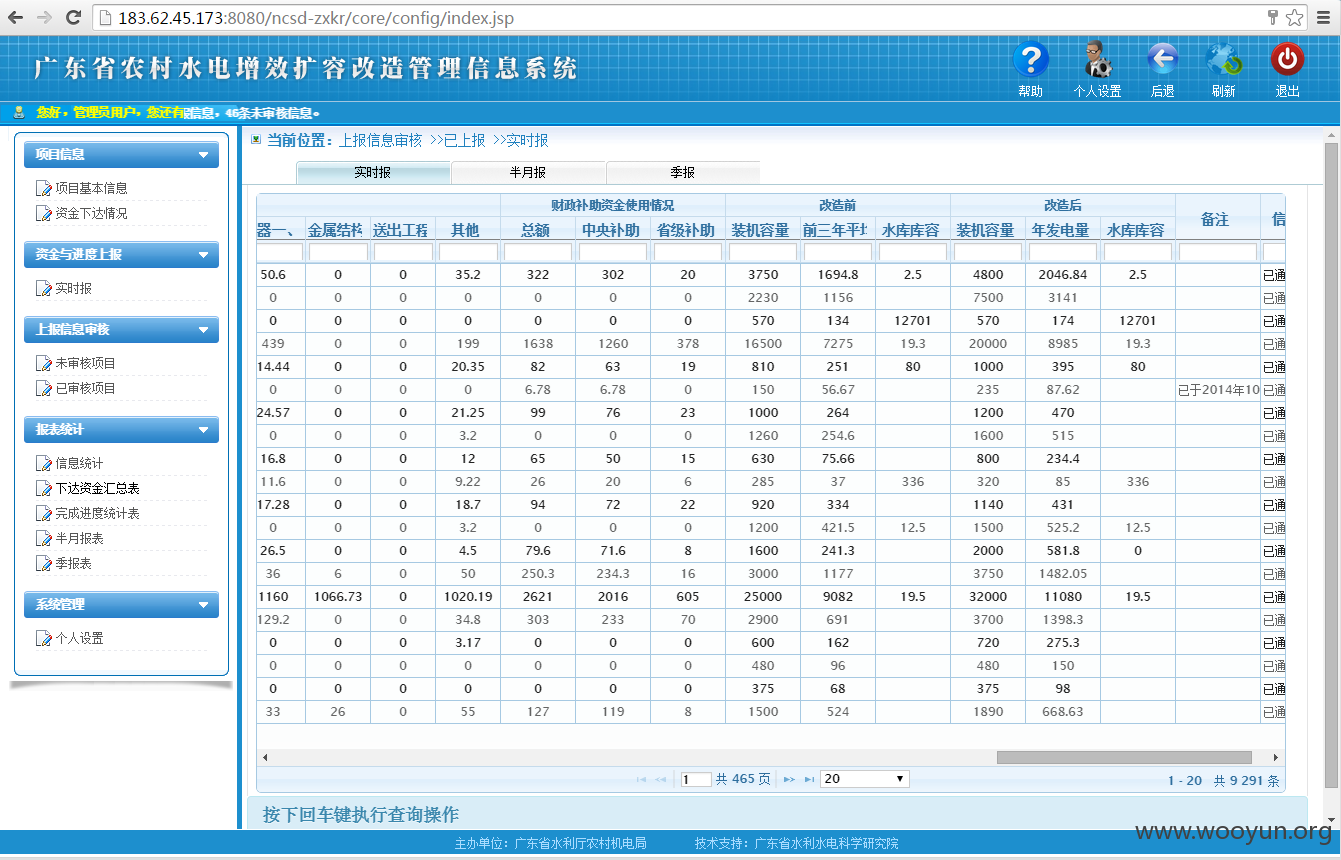 183.62.45.173:8080/ncsd-zxkr/core/config/index.jsp
广东省农村水电增效扩容改造管理信息系统
帮助 个人设置 后退 刷新 退出
您好，管理员用户，您还有 信息，46条未审核信息。
项目信息
项目基本信息
资金下达情况
资金与进度上报
实时报
上报信息审核
未审核项目
已审核项目
报表统计
信息统计
下达资金汇总表
完成进度统计表
半月报表
季报表
系统管理
个人设置
当前位置：上报信息审核 >>已上报 >>实时报
实时报 半月报 季报
财政补助资金使用情况 改造前 改造后 备注 信
器一、 金属结构 送出工程 其他 总额 中央补助 省级补助 装机容量 前三年平均 水库库容 装机容量 年发电量 水库库容
50.6 0 0 35.2 322 302 20 3750 1694.8 2.5 4800 2046.84 2.5 已通
0 0 0 0 0 0 0 2230 1156 7500 3141 已通
0 0 0 0 0 0 0 570 134 12701 570 174 12701 已通
439 0 0 199 1638 1260 378 16500 7275 19.3 20000 8985 19.3 已通
14.44 0 0 20.35 82 63 19 810 251 80 1000 395 80 已通
0 0 0 0 6.78 6.78 0 150 56.67 235 87.62 已于2014年10 已通
24.57 0 0 21.25 99 76 23 1000 264 1200 470 已通
0 0 0 3.2 0 0 0 1260 254.6 1600 515 已通
16.8 0 0 12 65 50 15 630 75.66 800 234.4 已通
11.6 0 0 9.22 26 20 6 285 37 336 320 85 336 已通
17.28 0 0 18.7 94 72 22 920 334 1140 431 已通
0 0 0 3.2 0 0 0 1200 421.5 12.5 1500 525.2 12.5 已通
26.5 0 0 4.5 79.6 71.6 8 1600 241.3 2000 581.8 0 已通
36 6 0 50 250.3 234.3 16 3000 1177 3750 1482.05 已通
1160 1066.73 0 1020.19 2621 2016 605 25000 9082 19.5 32000 11080 19.5 已通
129.2 0 0 34.8 303 233 70 2900 691 3700 1398.3 已通
0 0 0 3.17 0 0 0 600 162 720 275.3 已通
0 0 0 0 0 0 0 480 96 480 150 已通
0 0 0 0 0 0 0 375 68 375 98 已通
33 26 0 55 127 119 8 1500 524 1890 668.63 已通
1 共 465 页 20 1 - 20 共 9 291 条
按下回车键执行查询操作
主办单位：广东省水利厅农村机电局 技术支持：广东省水利水电科学研究院
www.wooyun.org